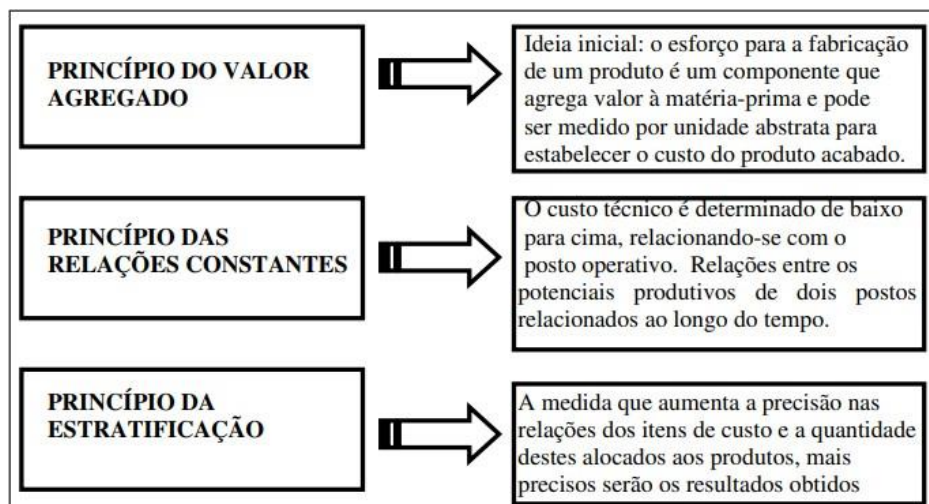 PRINCÍPIO DO VALOR
AGREGADO
Ideia inicial: o esforço para a fabricação
de um produto é um componente que
agrega valor à matéria-prima e pode
ser medido por unidade abstrata para
estabelecer o custo do produto acabado.
PRINCÍPIO DAS
RELAÇÕES CONSTANTES
O custo técnico é determinado de baixo
para cima, relacionando-se com o
posto operativo. Relações entre os
potenciais produtivos de dois postos
relacionados ao longo do tempo.
PRINCÍPIO DA
ESTRATIFICAÇÃO
A medida que aumenta a precisão nas
relações dos itens de custo e a quantidade
destes alocados aos produtos, mais
precisos serão os resultados obtidos